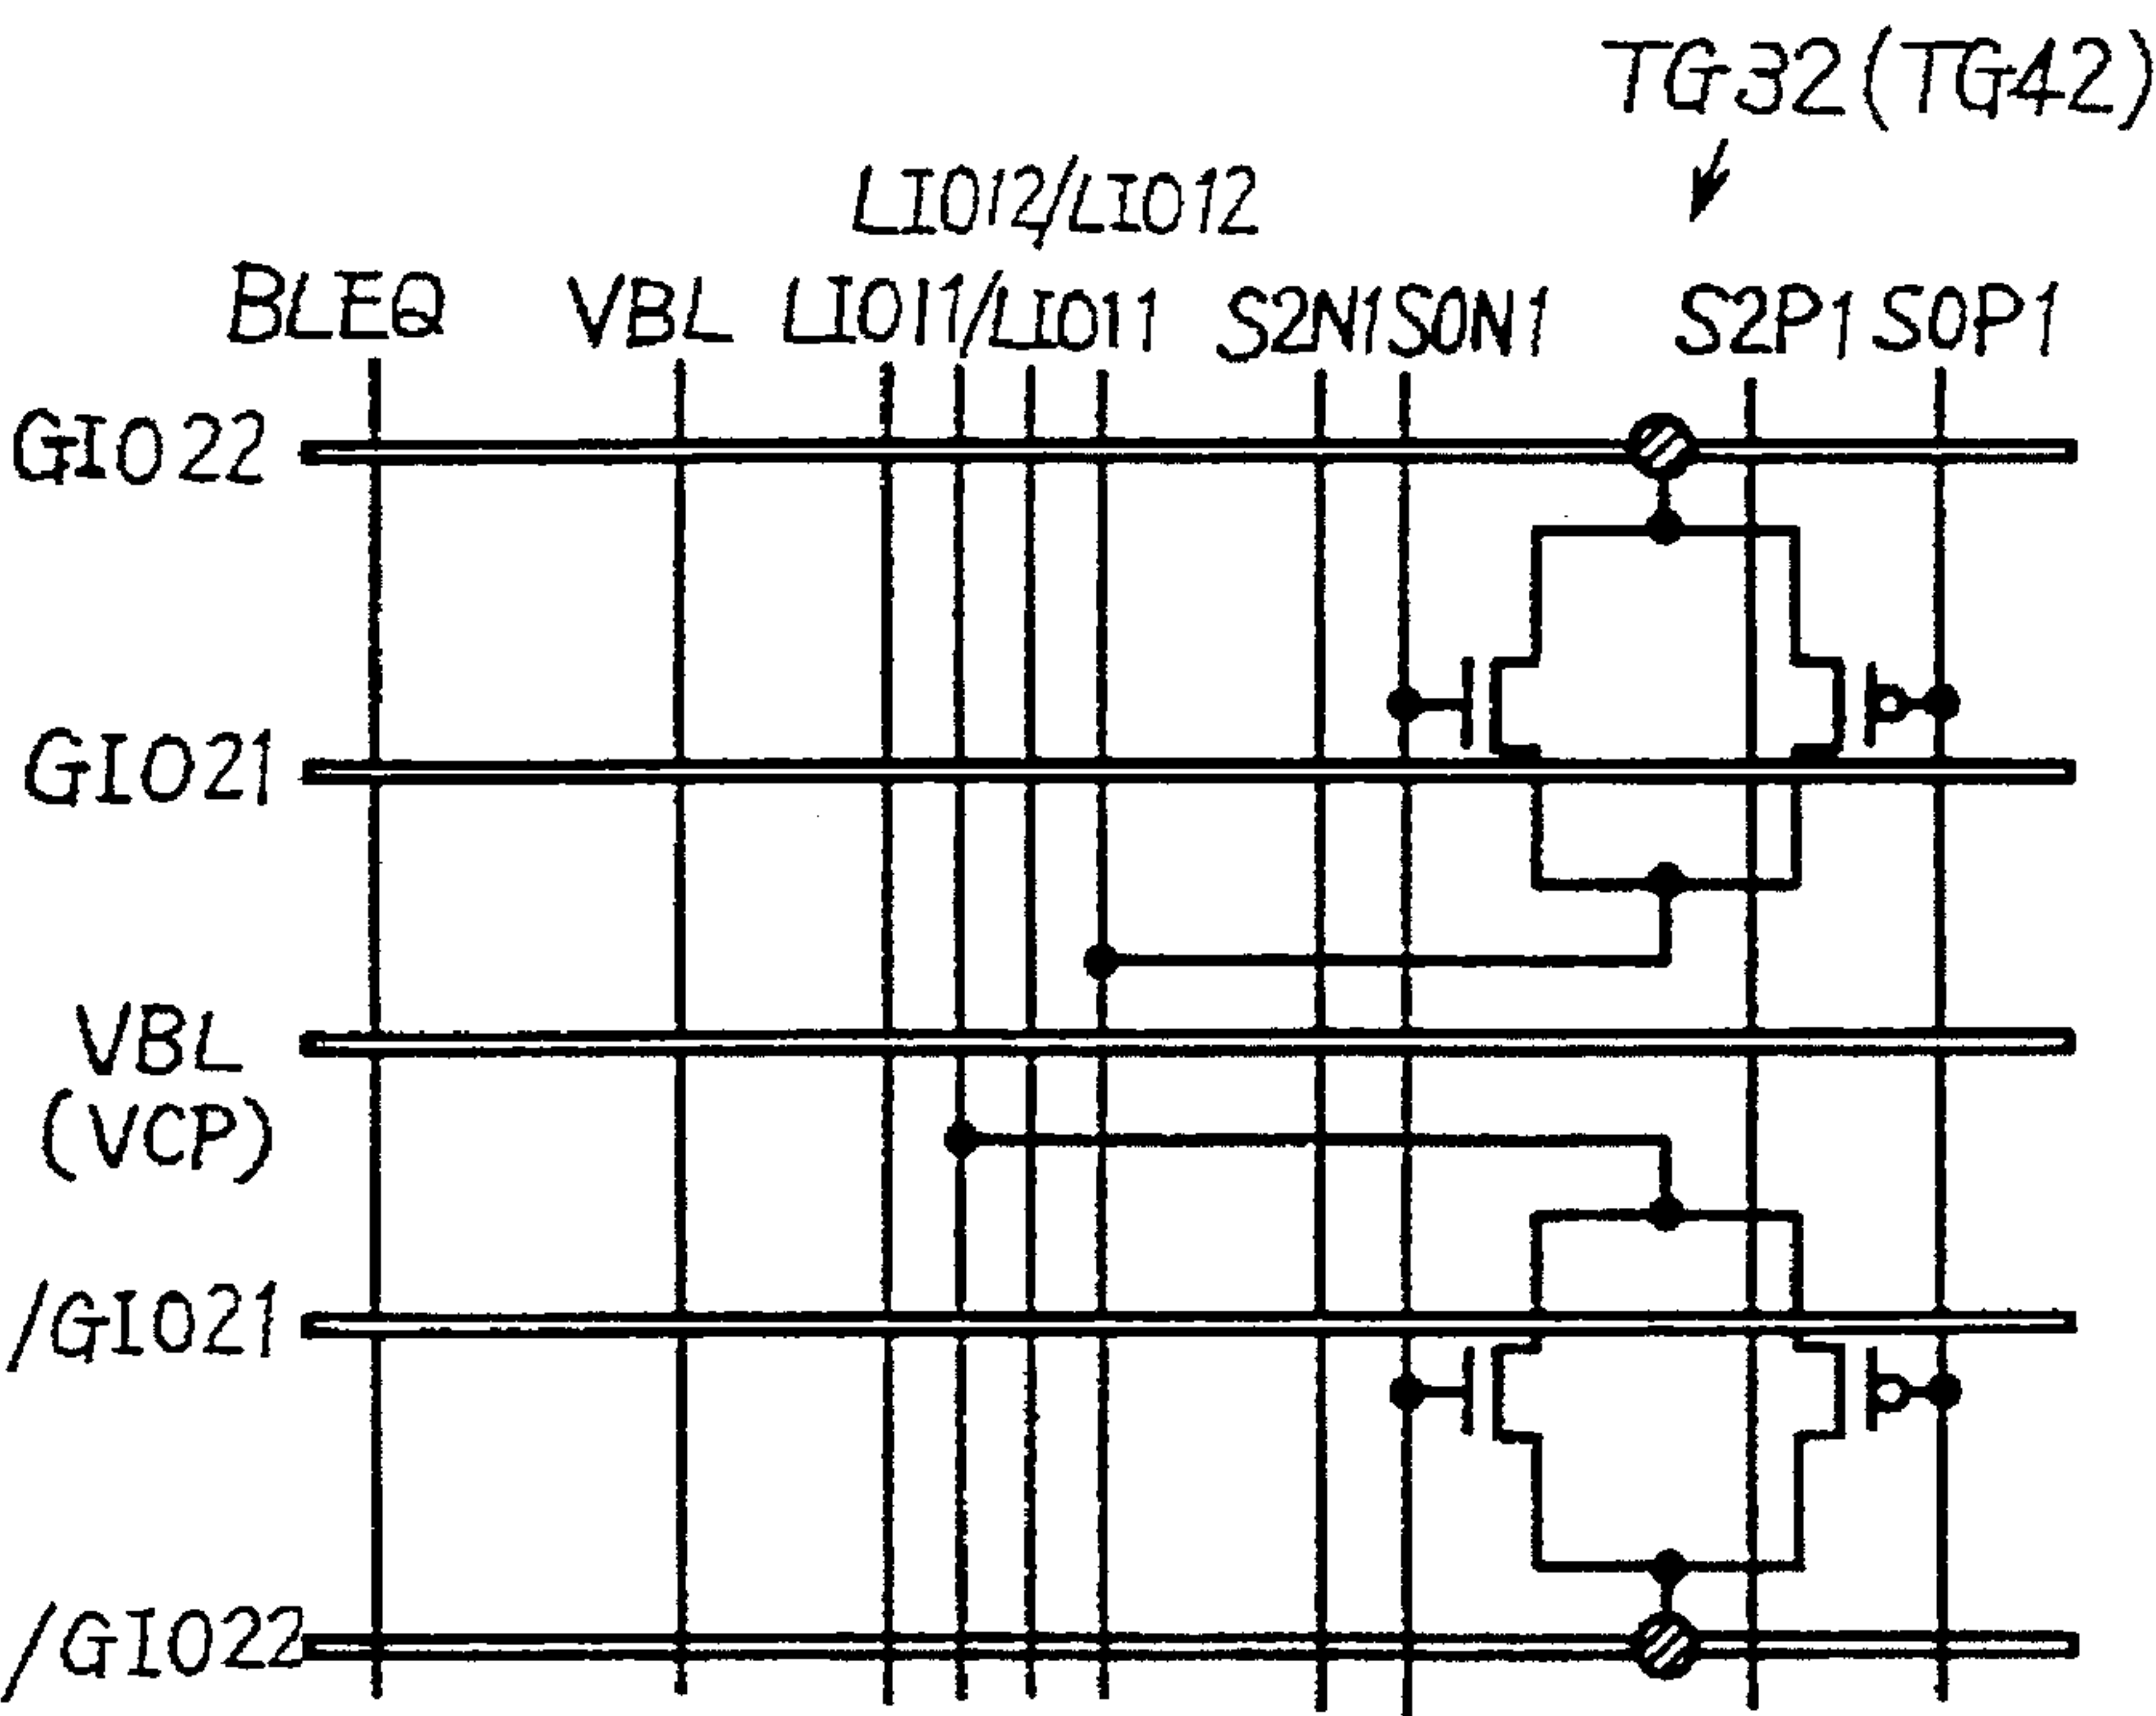 TG32(TG42)
LIO12/LIO12
BLEQ VBL LIO11/LIO11 S2N1 S0N1 S2P1 S0P1
GIO22
GIO21
VBL
(VCP)
/GIO21
/GIO22